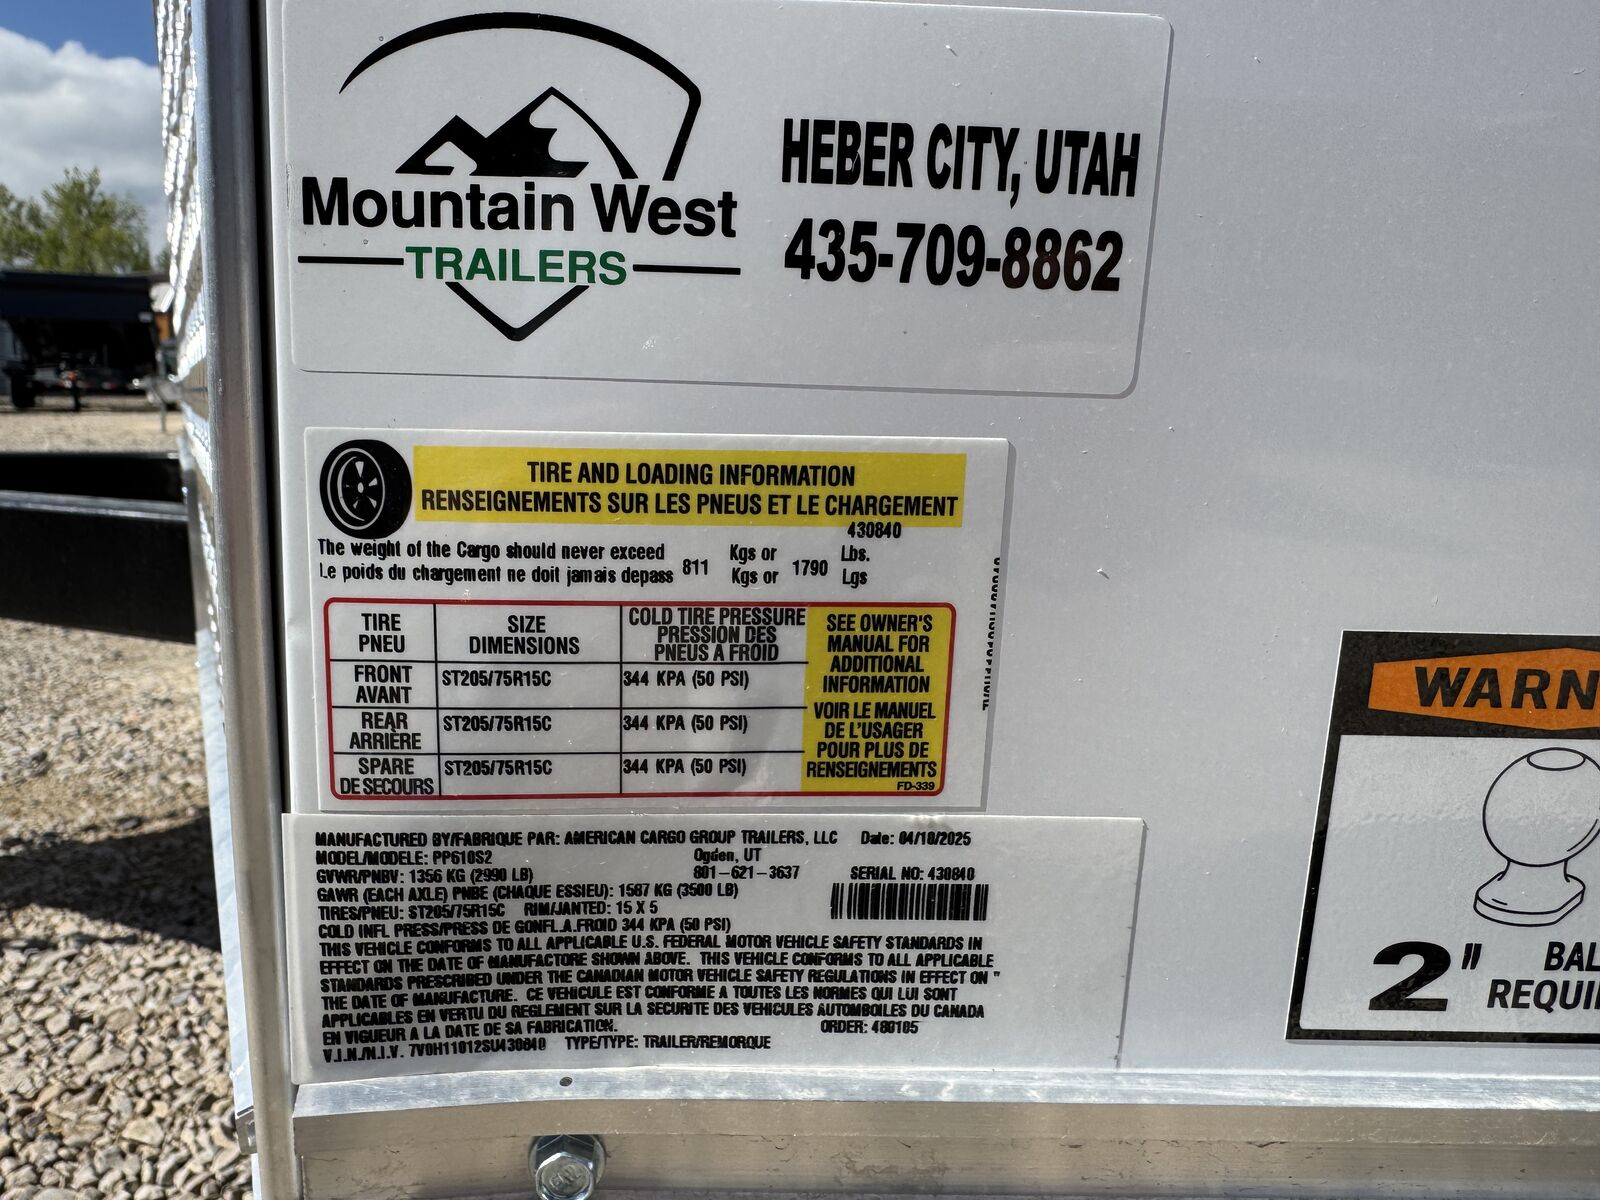 Mountain West
TRAILERS
HEBER CITY, UTAH
435-709-8862
TIRE AND LOADING INFORMATION
RENSEIGNEMENTS SUR LES PNEUS ET LE CHARGEMENT
430840
The weight of the Cargo should never exceed 811 Kgs or 1790 Lbs.
Le poids du chargement ne doit jamais depass Kgs or Lgs
TIRE PNEU
SIZE DIMENSIONS
COLD TIRE PRESSURE
PRESSION DES
PNEUS A FROID
FRONT AVANT ST205/75R15C 344 KPA (50 PSI)
REAR ARRIÈRE ST205/75R15C 344 KPA (50 PSI)
SPARE DE SECOURS ST205/75R15C 344 KPA (50 PSI)
SEE OWNER'S
MANUAL FOR
ADDITIONAL
INFORMATION
VOIR LE MANUEL
DE L'USAGER
POUR PLUS DE
RENSEIGNEMENTS
FD-339
MANUFACTURED BY/FABRIQUE PAR: AMERICAN CARGO GROUP TRAILERS, LLC Date: 04/18/2025
MODEL/MODELE: PP610S2 Ogden, UT
GVWR/PNBV: 1356 KG (2990 LB) 801-621-3637 SERIAL NO: 430840
GAWR (EACH AXLE) PNBE (CHAQUE ESSIEU): 1587 KG (3500 LB)
TIRES/PNEU: ST205/75R15C RIM/JANTED: 15 X 5
COLD INFL PRESS/PRESS DE GONFL.A.FROID 344 KPA (50 PSI)
THIS VEHICLE CONFORMS TO ALL APPLICABLE U.S. FEDERAL MOTOR VEHICLE SAFETY STANDARDS IN
EFFECT ON THE DATE OF MANUFACTORE SHOWN ABOVE. THIS VEHICLE CONFORMS TO ALL APPLICABLE
STANDARDS PRESCRIBED UNDER THE CANADIAN MOTOR VEHICLE SAFETY REGULATIONS IN EFFECT ON "
THE DATE OF MANUFACTURE. CE VEHICULE EST CONFORME A TOUTES LES NORMES QUI LUI SONT
APPLICABLES EN VERTU DU REGLEMENT SUR LA SECURITE DES VEHICULES AUTOMBOILES DU CANADA
EN VIGUEUR A LA DATE DE SA FABRICATION. ORDER: 480105
V.I.N./N.I.V. 7V0H11012SU430840 TYPE/TYPE: TRAILER/REMORQUE
WARN
2" BAL
REQUI